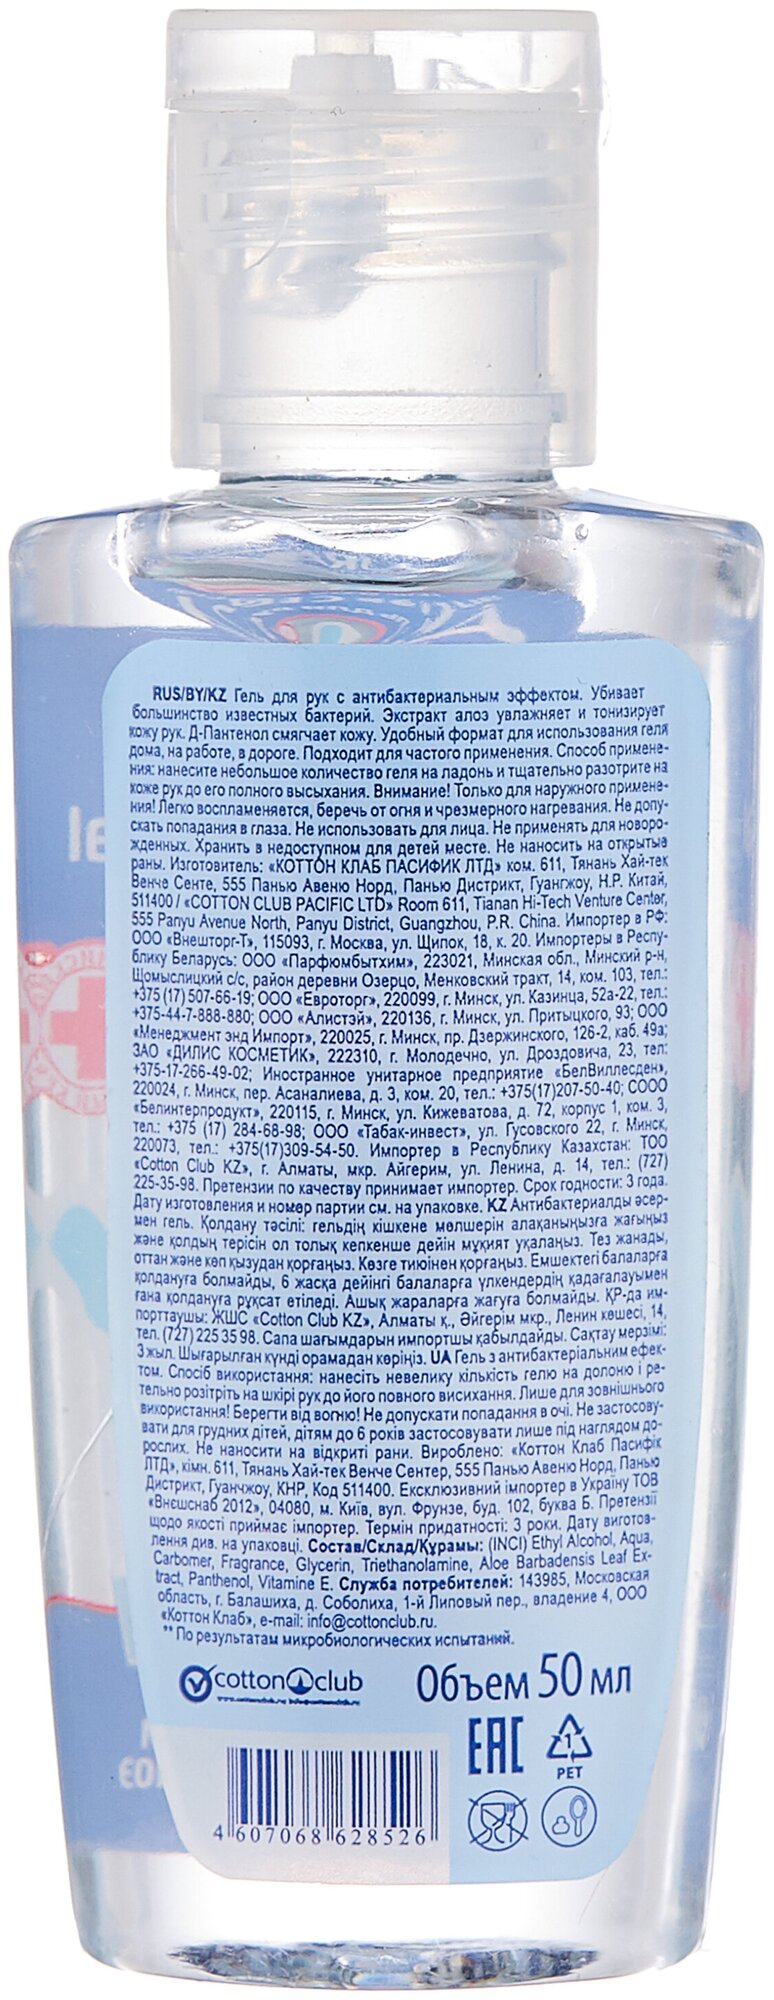 RUS/BY/KZ Гель для рук с антибактериальным эффектом. Убивает
большинство известных бактерий. Экстракт алоэ увлажняет и тонизирует
кожу рук. Д-Пантенол смягчает кожу. Удобный формат для использования геля
дома, на работе, в дороге. Подходит для частого применения. Способ примене-
ния: нанесите небольшое количество геля на ладонь и тщательно разотрите на
коже рук до его полного высыхания. Внимание! Только для наружного примене-
ния! Легко воспламеняется, беречь от огня и чрезмерного нагревания. Не допу-
скать попадания в глаза. Не использовать для лица. Не применять для новоро-
жденных. Хранить в недоступном для детей месте. Не наносить на открытые
раны. Изготовитель: «КОТТОН КЛАБ ПАСИФИК ЛТД» ком. 611, Тянань Хай-тек
Венче Сенте, 555 Панью Авеню Норд, Панью Дистрикт, Гуангжоу, Н.Р. Китай,
511400 / «COTTON CLUB PACIFIC LTD» Room 611, Tianan Hi-Tech Venture Center,
555 Panyu Avenue North, Panyu District, Guangzhou, P.R. China. Импортер в РФ:
ООО «Внешторг-Т», 115093, г. Москва, ул. Щипок, 18, к. 20. Импортеры в Респу-
блику Беларусь: ООО «Парфюмбытхим», 223021, Минская обл., Минский р-н,
Щомыслицкий с/с, район деревни Озерцо, Менковский тракт, 14, ком. 103, тел.:
+375 (17) 507-66-19; ООО «Евроторг», 220099, г. Минск, ул. Казинца, 52а-22, тел.:
+375-44-7-888-880; ООО «Алистэй», 220136, г. Минск, ул. Притыцкого, 93; ООО
«Менеджмент энд Импорт», 220025, г. Минск, пр. Дзержинского, 126-2, каб. 49а;
ЗАО «ДИЛИС КОСМЕТИК», 222310, г. Молодечно, ул. Дроздовича, 23, тел:
+375-17-266-49-02; Иностранное унитарное предприятие «БелВиллесден»,
220024, г. Минск, пер. Асаналиева, д. 3, ком. 20, тел.: +375(17)207-50-40; СООО
«Белинтерпродукт», 220115, г. Минск, ул. Кижеватова, д. 72, корпус 1, ком. 3,
тел.: +375 (17) 284-68-98; ООО «Табак-инвест», ул. Гусовского 22, г. Минск,
220073, тел.: +375(17)309-54-50. Импортер в Республику Казахстан: ТОО
«Cotton Club KZ», г. Алматы, мкр. Айгерим, ул. Ленина, д. 14, тел.: (727)
225-35-98. Претензии по качеству принимает импортер. Срок годности: 3 года.
Дату изготовления и номер партии см. на упаковке. KZ Антибактериалды әсер-
мен гель. Қолдану тәсілі: гельдің кішкене мөлшерін алақаныңызға жағыңыз
және қолдың терісін ол толық кепкенше дейін мұқият уқалаңыз. Тез жанады,
оттан және көп қызудан қорғаңыз. Көзге тиюінен қорғаңыз. Емшектегі балаларға
қолдануға болмайды, 6 жасқа дейінгі балаларға үлкендердің қадағалауымен
ғана қолдануға рұқсат етіледі. Ашық жараларға жағуға болмайды. ҚР-да им-
порттаушы: ЖШС «Cotton Club KZ», Алматы қ., Әйгерім мкр., Ленин көшесі, 14,
тел. (727) 225 35 98. Сапа шағымдарын импортшы қабылдайды. Сақтау мерзімі:
3 жыл. Шығарылған күнді орамадан көріңіз. UA Гель з антибактеріальним ефек-
том. Спосіб використання: нанесіть невелику кількість гелю на долоню і ре-
тельно розітріть на шкірі рук до його повного висихання. Лише для зовнішнього
використання! Берегти від вогню! Не допускати попадання в очі. Не застосову-
вати для грудних дітей, дітям до 6 років застосовувати лише під наглядом до-
рослих. Не наносити на відкриті рани. Вироблено: «Коттон Клаб Пасифік
ЛТД», кімн. 611, Тянань Хай-тек Венче Сентер, 555 Панью Авеню Норд, Панью
Дистрикт, Гуанчжоу, КНР, Код 511400. Ексклюзивний імпортер в Україну ТОВ
«Внєшснаб 2012», 04080, м. Київ, вул. Фрунзе, буд. 102, буква Б. Претензії
щодо якості приймає імпортер. Термін придатності: 3 роки. Дату виготов-
лення див. на упаковці. Состав/Склад/Құрамы: (INCI) Ethyl Alcohol, Aqua,
Carbomer, Fragrance, Glycerin, Triethanolamine, Aloe Barbadensis Leaf Ex-
tract, Panthenol, Vitamine E. Служба потребителей: 143985, Московская
область, г. Балашиха, д. Соболиха, 1-й Липовый пер., владение 4, ООО
«Коттон Клаб», e-mail: info@cottonclub.ru.
**По результатам микробиологических испытаний.
cotton club Объем 50 мл
www.cottonclub.ru; info@cottonclub.ru
EAC 1
PET
4 607068 628526